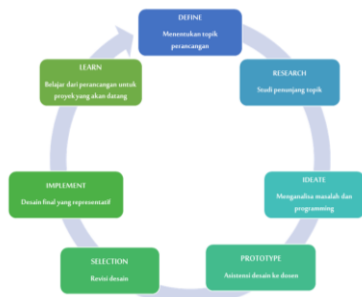 DEFINE
Menentukan topik
perancangan
RESEARCH
Studi penunjang topik
IDEATE
Menganalisa masalah dan
programming
PROTOTYPE
Asistensi desain ke dosen
SELECTION
Revisi desain
IMPLEMENT
Desain final yang representatif
LEARN
Belajar dari perancangan untuk
proyek yang akan datang